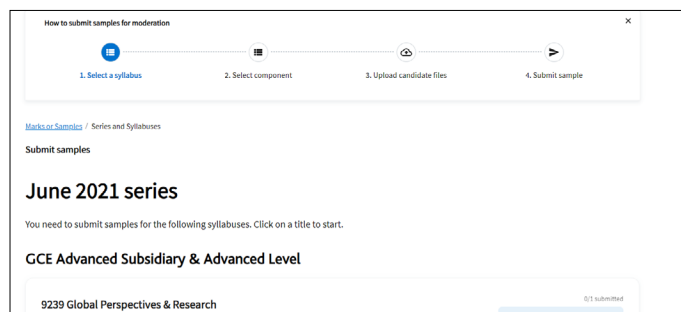 How to submit samples for moderation
1. Select a syllabus
2. Select component
3. Upload candidate files
4. Submit sample
Marks or Samples / Series and Syllabuses
Submit samples
June 2021 series
You need to submit samples for the following syllabuses. Click on a title to start.
GCE Advanced Subsidiary & Advanced Level
0/1 submitted
9239 Global Perspectives & Research